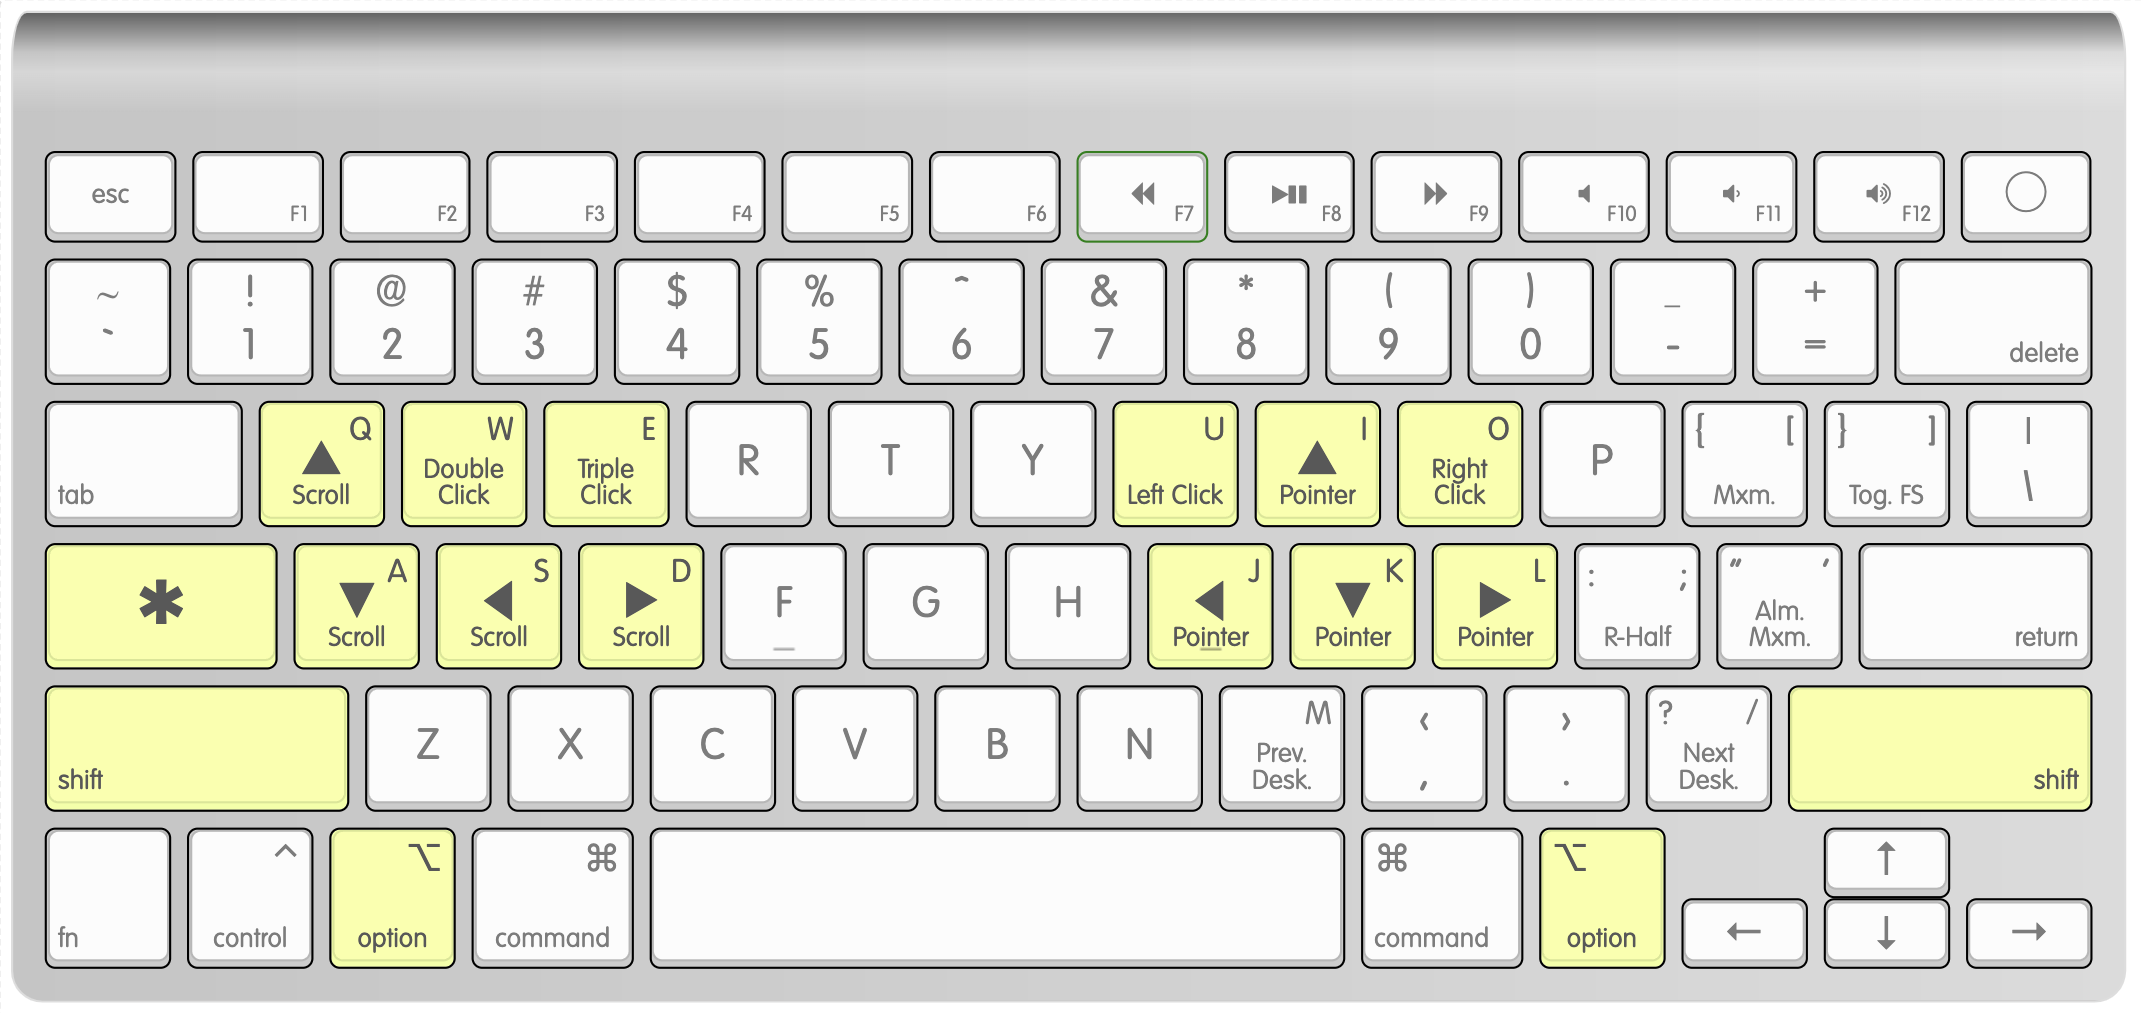 esc F1 F2 F3 F4 F5 F6 F7 F8 F9 F10 F11 F12
~ ! @ # $ % ^ & * ( ) _ +
` 1 2 3 4 5 6 7 8 9 0 - = delete
Q W E R T Y U I O P { [ } ] |
tab Scroll Double Click Triple Click Left Click Pointer Right Click Mxm. Tog. FS \
* A S D F G H J K L : ; " '
Scroll Scroll Scroll _ Pointer Pointer Pointer R-Half Alm. Mxm. return
Z X C V B N M ‹ › ? /
shift Prev. Desk. , . Next Desk. shift
^ ⌥ ⌘ ⌘ ⌥ ↑
fn control option command command option ← ↓ →